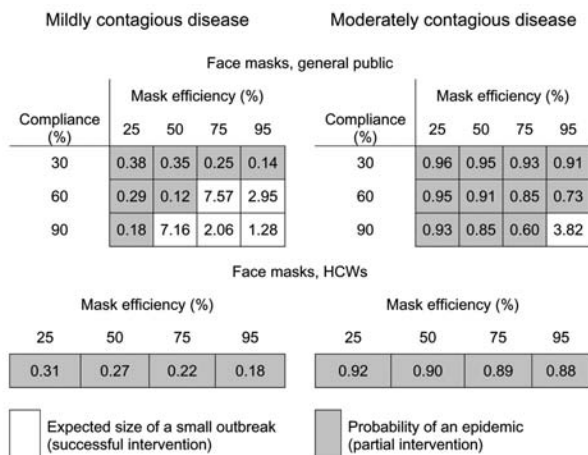 Mildly contagious disease Moderately contagious disease
Face masks, general public
Mask efficiency (%) Mask efficiency (%)
Compliance (%) 25 50 75 95 Compliance (%) 25 50 75 95
30 0.38 0.35 0.25 0.14 30 0.96 0.95 0.93 0.91
60 0.29 0.12 7.57 2.95 60 0.95 0.91 0.85 0.73
90 0.18 7.16 2.06 1.28 90 0.93 0.85 0.60 3.82
Face masks, HCWs
Mask efficiency (%) Mask efficiency (%)
25 50 75 95 25 50 75 95
0.31 0.27 0.22 0.18 0.92 0.90 0.89 0.88
Expected size of a small outbreak Probability of an epidemic
(successful intervention) (partial intervention)